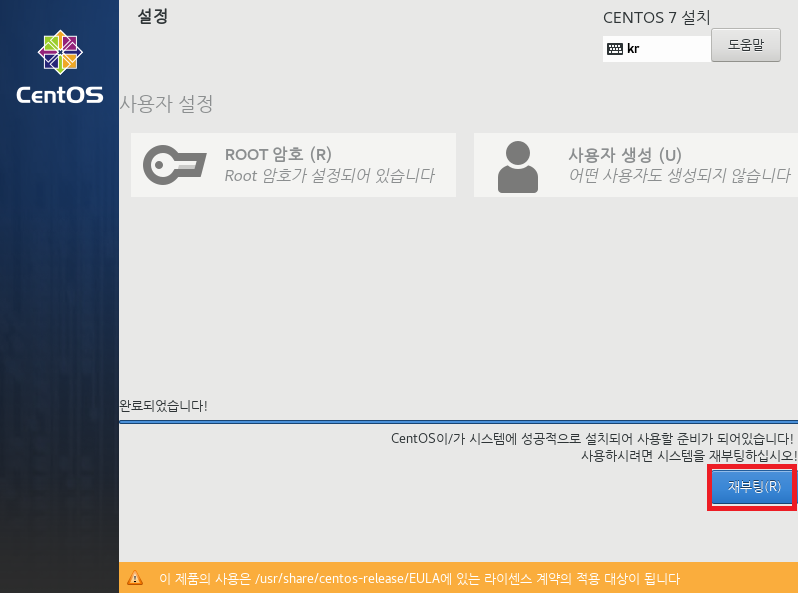 설정
CENTOS 7 설치
kr
도움말
CentOS
사용자 설정
ROOT 암호 (R)
Root 암호가 설정되어 있습니다
사용자 생성 (U)
어떤 사용자도 생성되지 않습니다
완료되었습니다!
CentOS이/가 시스템에 성공적으로 설치되어 사용할 준비가 되어있습니다!
사용하시려면 시스템을 재부팅하십시오!
재부팅(R)
이 제품의 사용은 /usr/share/centos-release/EULA에 있는 라이센스 계약의 적용 대상이 됩니다